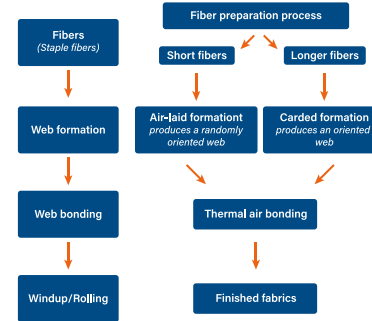 Fibers
(Staple fibers)
Web formation
Web bonding
Windup/Rolling
Fiber preparation process
Short fibers
Longer fibers
Air-laid formationt
produces a randomly
oriented web
Carded formation
produces an oriented
web
Thermal air bonding
Finished fabrics